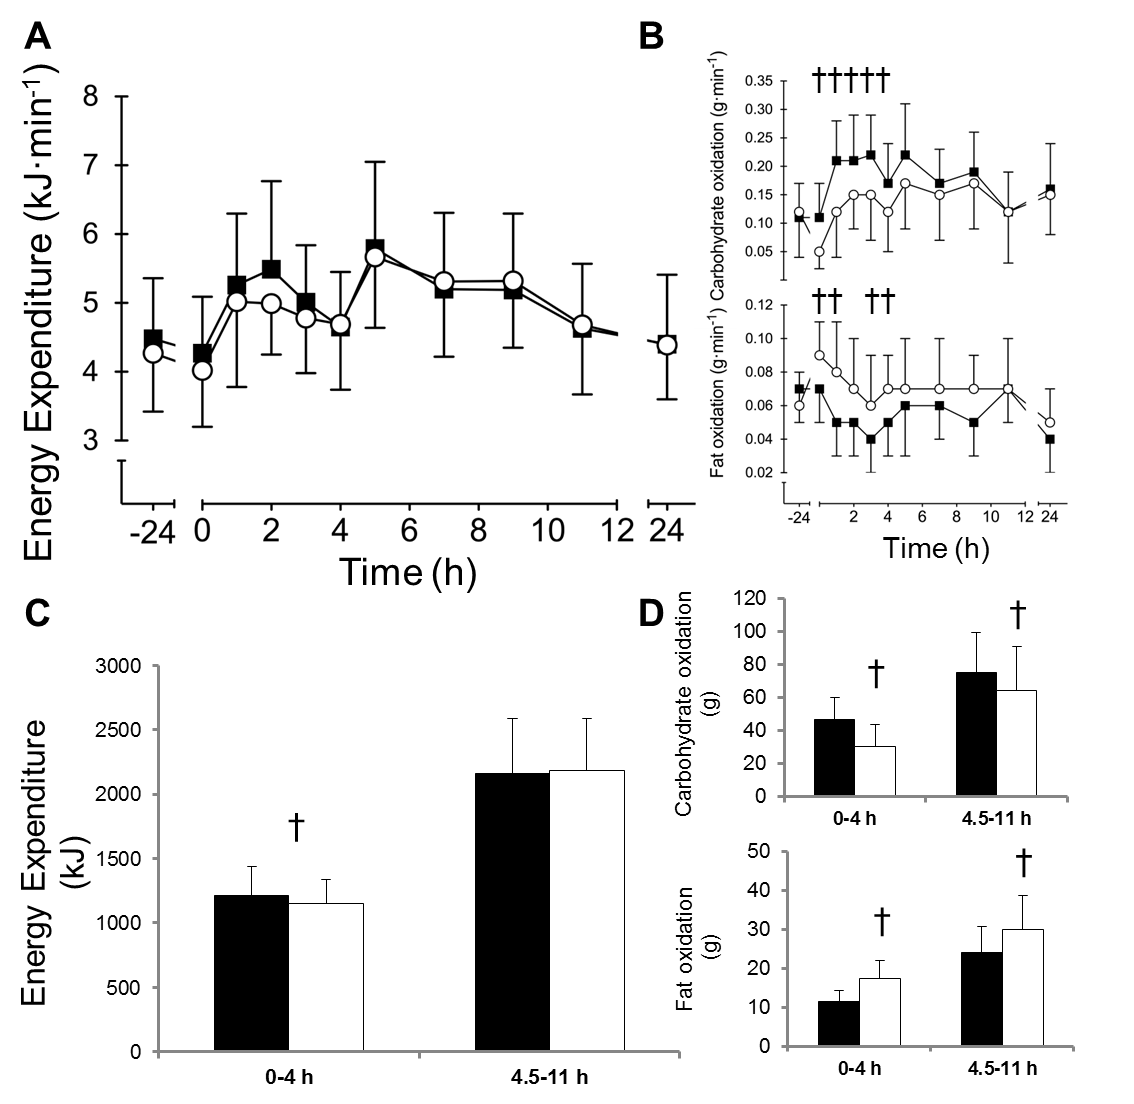 A
Energy Expenditure (kJ·min-1)
8
7
6
5
4
3
-24 0 2 4 6 8 10 12 24
Time (h)
B
Carbohydrate oxidation (g·min-1)
†††††
0.35
0.30
0.25
0.20
0.15
0.10
0.05
Fat oxidation (g·min-1)
†† ††
0.12
0.10
0.08
0.06
0.04
0.02
-24 2 4 6 8 10 12 24
Time (h)
C
Energy Expenditure
(kJ)
3000
2500
2000
1500
1000
500
0
†
0-4 h 4.5-11 h
D
Carbohydrate oxidation
(g)
120
100
80
60
40
20
0
† †
0-4 h 4.5-11 h
Fat oxidation
(g)
50
40
30
20
10
0
† †
0-4 h 4.5-11 h